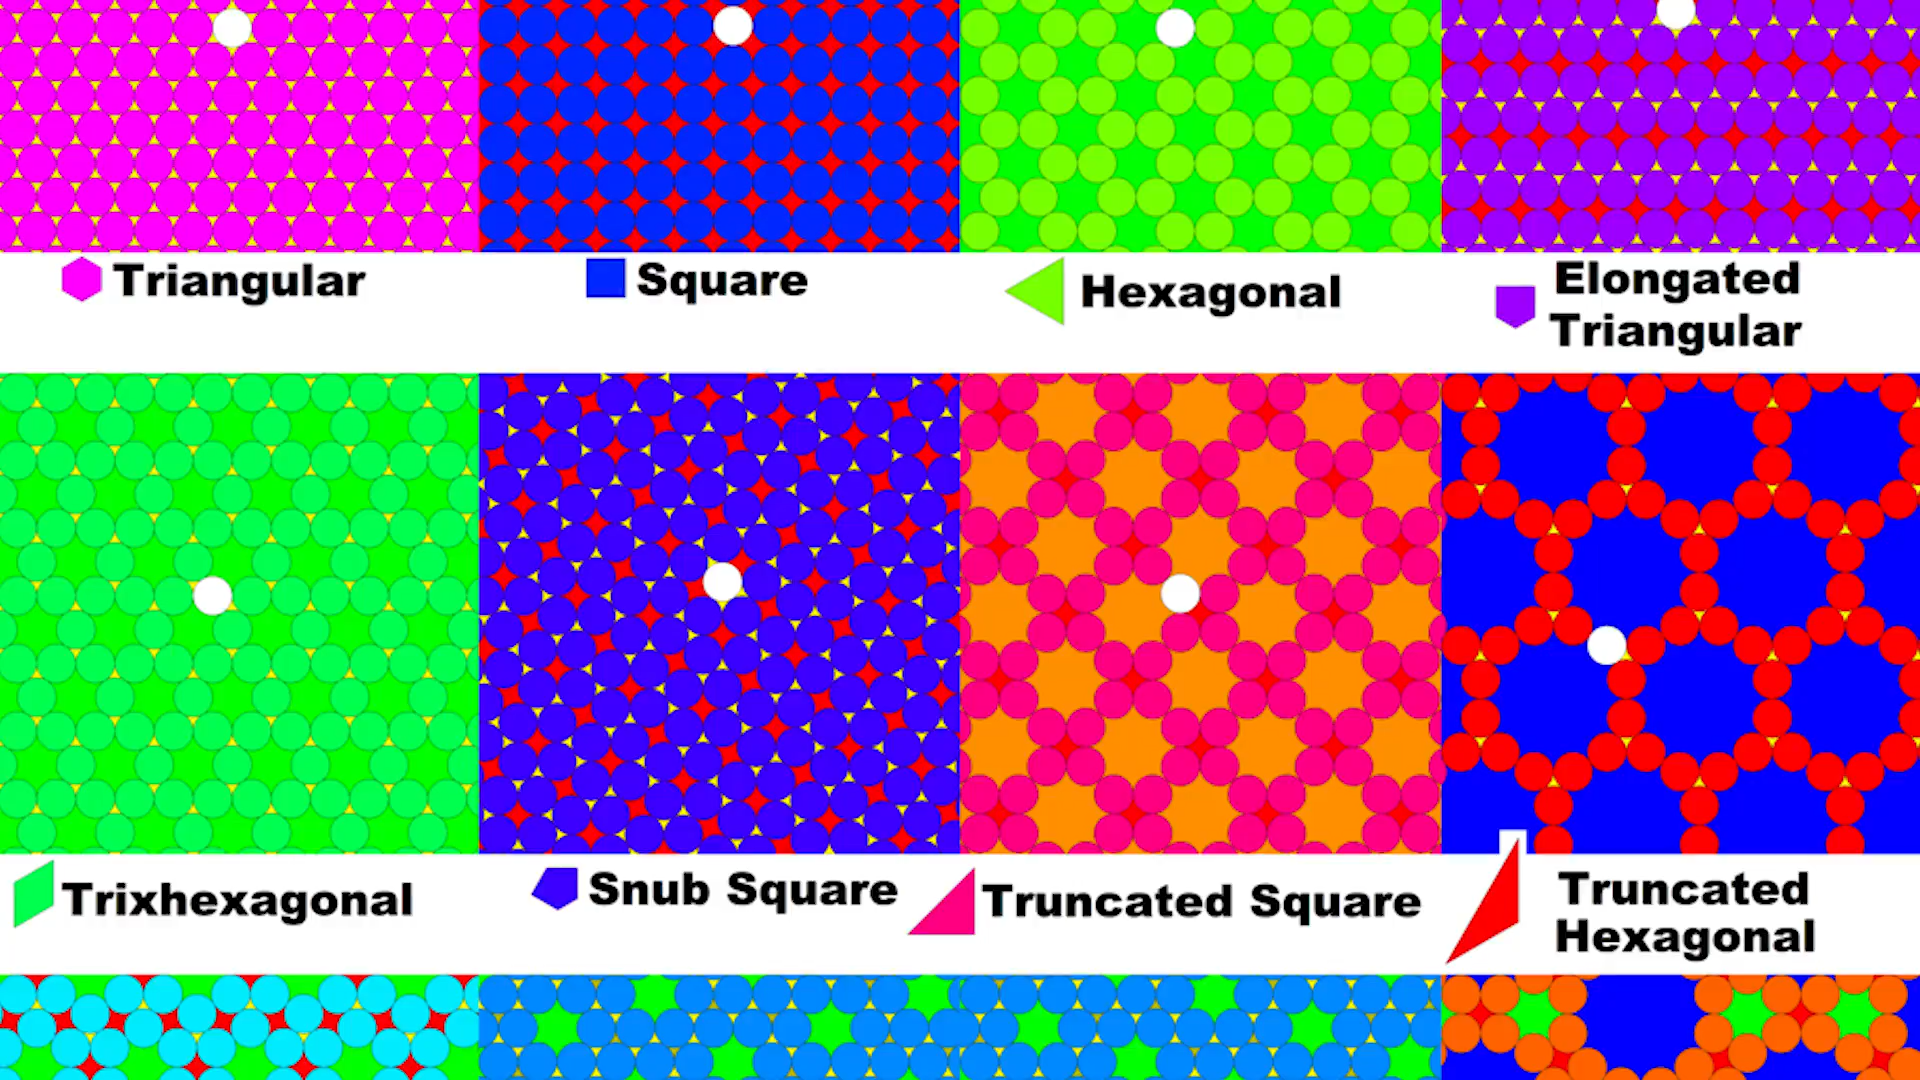 Triangular
Square
Hexagonal
Elongated
Triangular
Trixhexagonal
Snub Square
Truncated Square
Truncated
Hexagonal